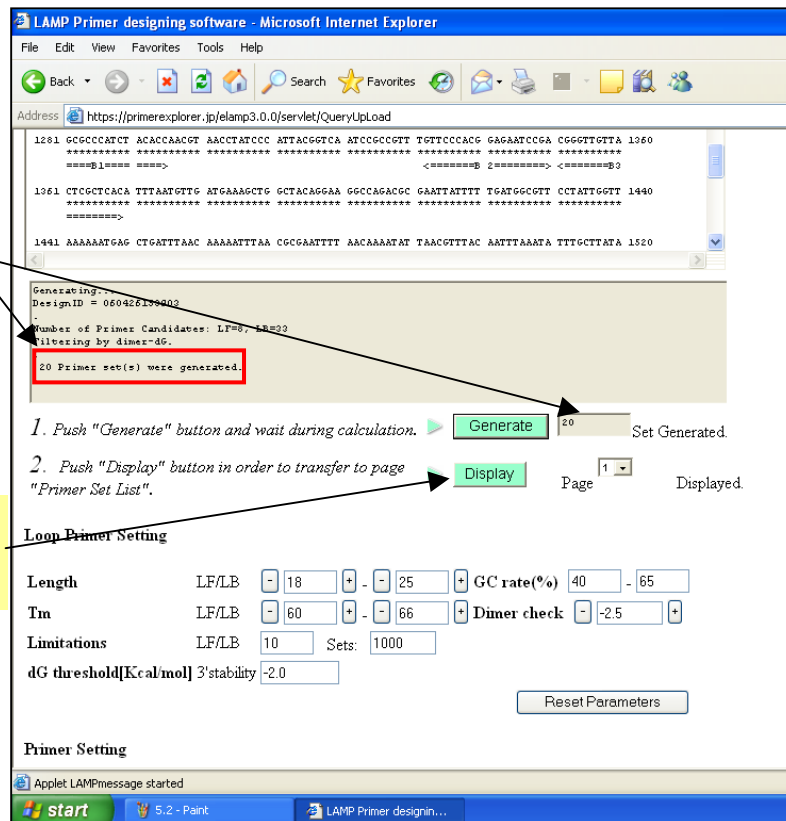 LAMP Primer designing software - Microsoft Internet Explorer
File Edit View Favorites Tools Help
Back Search Favorites
Address https://primerexplorer.jp/elamp3.0.0/servlet/QueryUpLoad
1281 GCGCCCATCT ACACCAACGT AACCTATCCC ATTACGGTCA ATCCGCCGTT TGTTCCCACG GAGAATCCGA CGGGTTGTTA 1360
********** ********** ********** ********** ********** ********** ********** **********
====B1==== ====> <=======B 2========> <=======B3
1361 CTCGCTCACA TTTAATGTTG ATGAAAGCTG GCTACAGGAA GGCCAGACGC GAATTATTTT TGATGGCGTT CCTATTGGTT 1440
********** ********** ********** ********** ********** ********** ********** **********
========>
1441 AAAAAATGAG CTGATTTAAC AAAAATTTAA CGCGAATTTT AACAAAATAT TAACGTTTAC AATTTAAATA TTTGCTTATA 1520
Generating...
DesignID =
.
Number of Primer Candidates: LF=8, LB=33
Filtering by dimer-dG.
.
20 Primer set(s) were generated.
1. Push "Generate" button and wait during calculation. Generate 20 Set Generated.
2. Push "Display" button in order to transfer to page "Primer Set List". Display Page 1 Displayed.
Loop Primer Setting
Length LF/LB - 18 + - - 25 + GC rate(%) 40 - 65
Tm LF/LB - 60 + - - 66 + Dimer check - -2.5 +
Limitations LF/LB 10 Sets: 1000
dG threshold[Kcal/mol] 3'stability -2.0
Reset Parameters
Primer Setting
Applet LAMPmessage started
start 5.2 - Paint LAMP Primer designin...